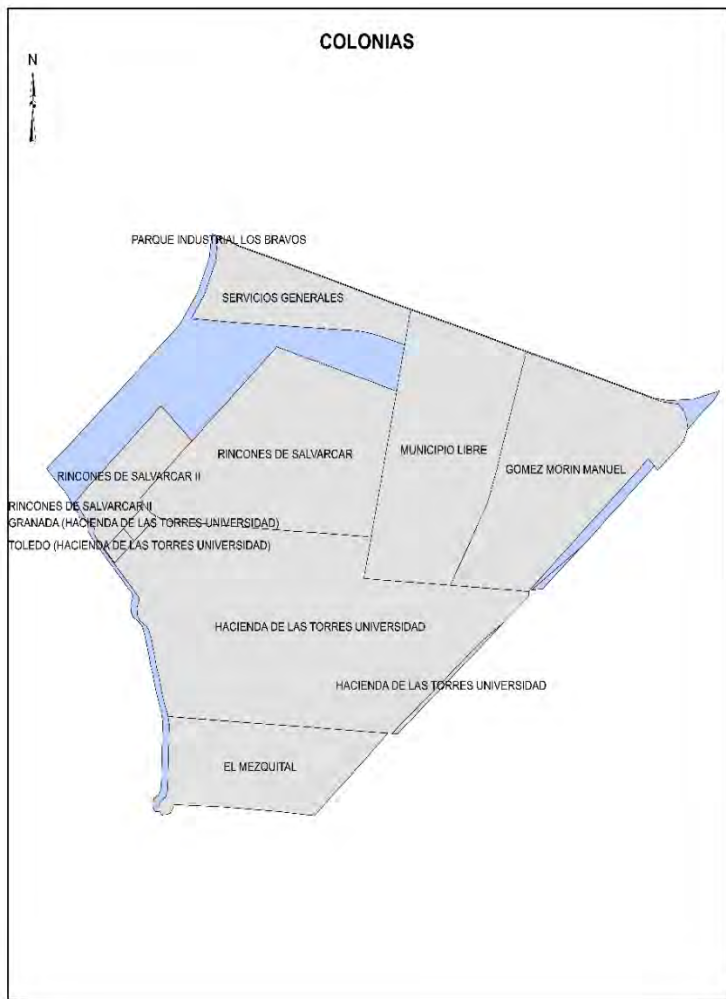 COLONIAS
N
PARQUE INDUSTRIAL LOS BRAVOS
SERVICIOS GENERALES
RINCONES DE SALVARCAR
MUNICIPIO LIBRE
GOMEZ MORIN MANUEL
RINCONES DE SALVARCAR II
RINCONES DE SALVARCAR II
GRANADA (HACIENDA DE LAS TORRES-UNIVERSIDAD)
TOLEDO (HACIENDA DE LAS TORRES UNIVERSIDAD)
HACIENDA DE LAS TORRES UNIVERSIDAD
HACIENDA DE LAS TORRES UNIVERSIDAD
EL MEZQUITAL